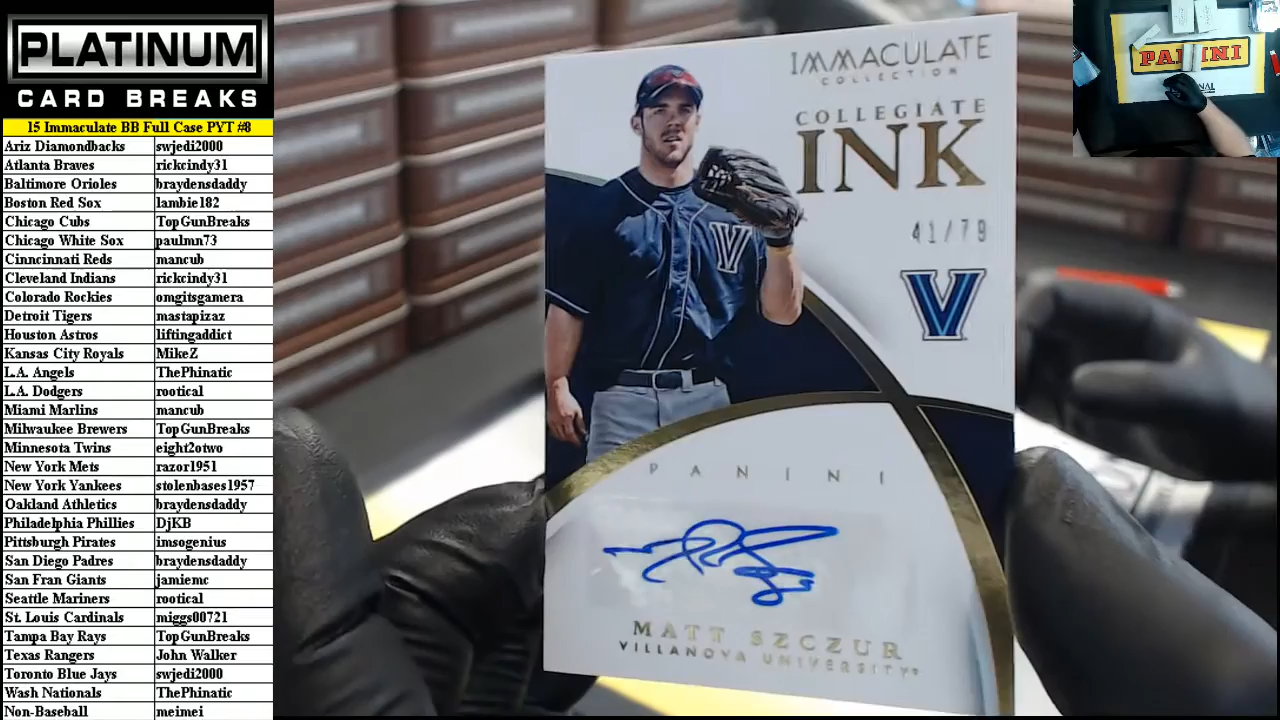 PLATINUM
CARD BREAKS
15 Immaculate BB Full Case PYT #8
Ariz Diamondbacks swjedi2000
Atlanta Braves rickcindy31
Baltimore Orioles braydensdaddy
Boston Red Sox lambie182
Chicago Cubs TopGunBreaks
Chicago White Sox paulmn73
Cinncinnati Reds mancub
Cleveland Indians rickcindy31
Colorado Rockies omgitsgamera
Detroit Tigers mastapizaz
Houston Astros liftingaddict
Kansas City Royals MikeZ
L.A. Angels ThePhinatic
L.A. Dodgers rootical
Miami Marlins mancub
Milwaukee Brewers TopGunBreaks
Minnesota Twins eight2otwo
New York Mets razor1951
New York Yankees stolenbases1957
Oakland Athletics braydensdaddy
Philadelphia Phillies DjKB
Pittsburgh Pirates imsogenius
San Diego Padres braydensdaddy
San Fran Giants jamiemc
Seattle Mariners rootical
St. Louis Cardinals miggs00721
Tampa Bay Rays TopGunBreaks
Texas Rangers John Walker
Toronto Blue Jays swjedi2000
Wash Nationals ThePhinatic
Non-Baseball meimei
IMMACULATE
COLLECTION
COLLEGIATE
INK
41/79
V
V
PANINI
MATT SZCZUR
VILLANOVA UNIVERSITY®